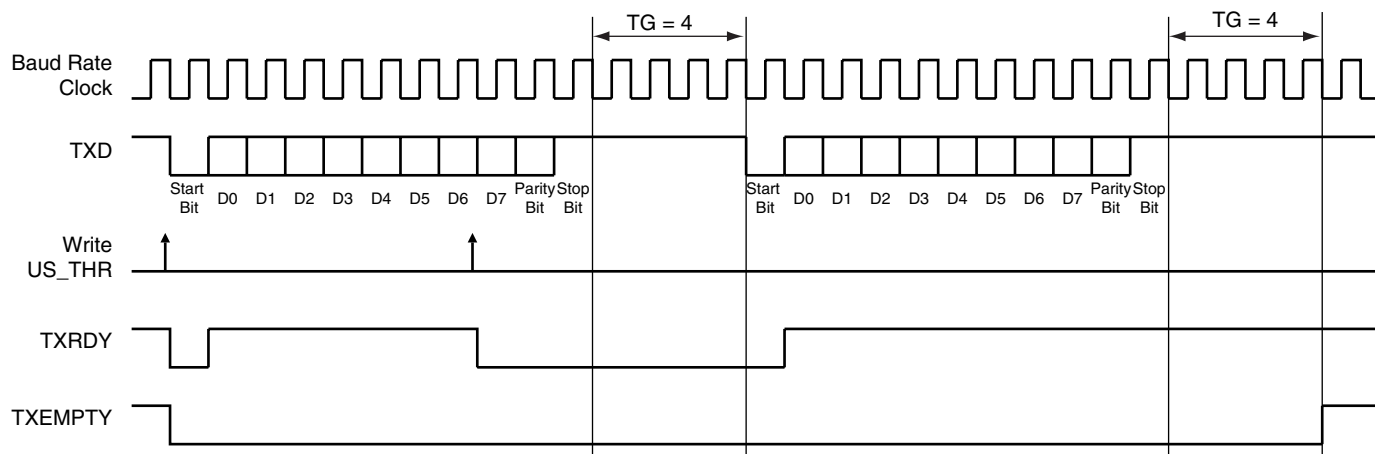 TG = 4
TG = 4
Baud Rate
Clock
TXD
Start
Bit
D0
D1
D2
D3
D4
D5
D6
D7
Parity
Bit
Stop
Bit
Start
Bit
D0
D1
D2
D3
D4
D5
D6
D7
Parity
Bit
Stop
Bit
Write
US_THR
TXRDY
TXEMPTY